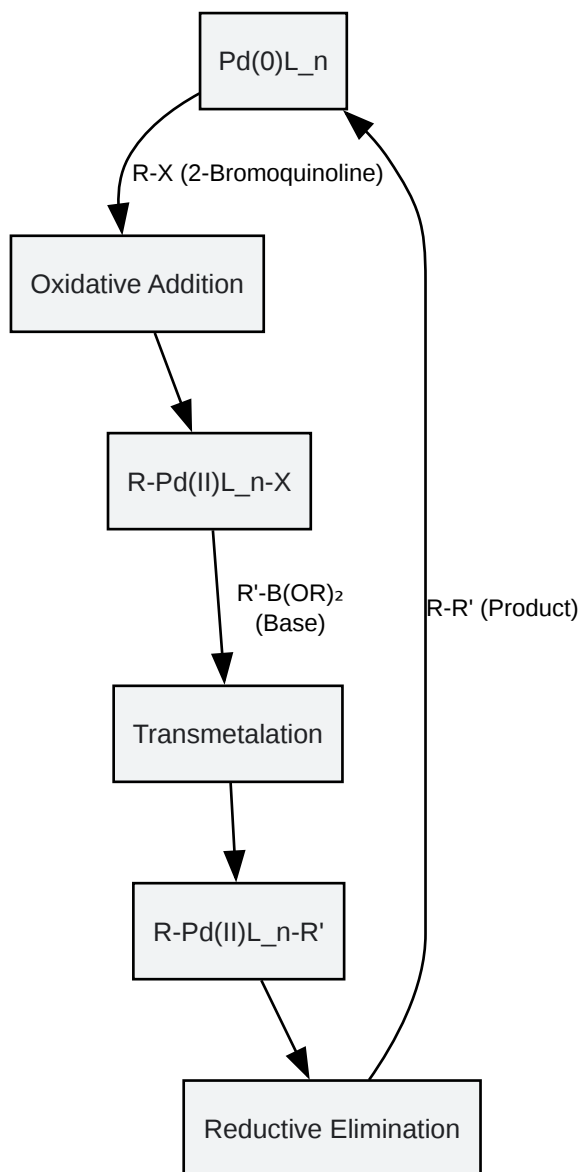 Pd(0)L_n
R-X (2-Bromoquinoline)
Oxidative Addition
R-Pd(II)L_n-X
R'-B(OR)₂
(Base)
R-R' (Product)
Transmetalation
R-Pd(II)L_n-R'
Reductive Elimination